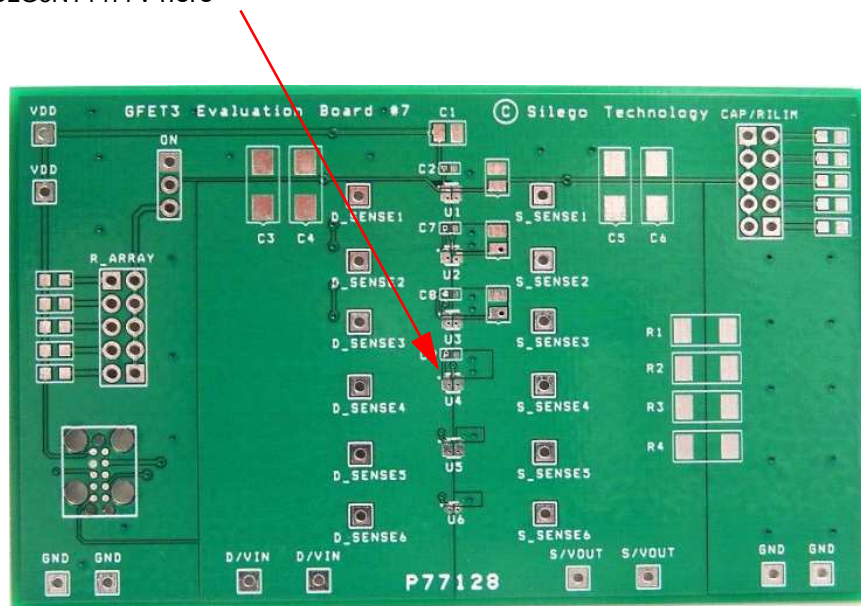 VDD GFET3 Evaluation Board #7 C1 © Silego Technology CAP/RILIM
ON
VDD
C2
D_SENSE1 U1 S_SENSE1
C3 C4 C7 C5 C6
R_ARRAY
U2
D_SENSE2 S_SENSE2
C8
U3 R1
D_SENSE3 S_SENSE3
R2
U4
D_SENSE4 S_SENSE4 R3
R4
U5
D_SENSE5 S_SENSE5
U6
D_SENSE6 S_SENSE6
GND GND D/VIN D/VIN S/VOUT S/VOUT GND GND
P77128